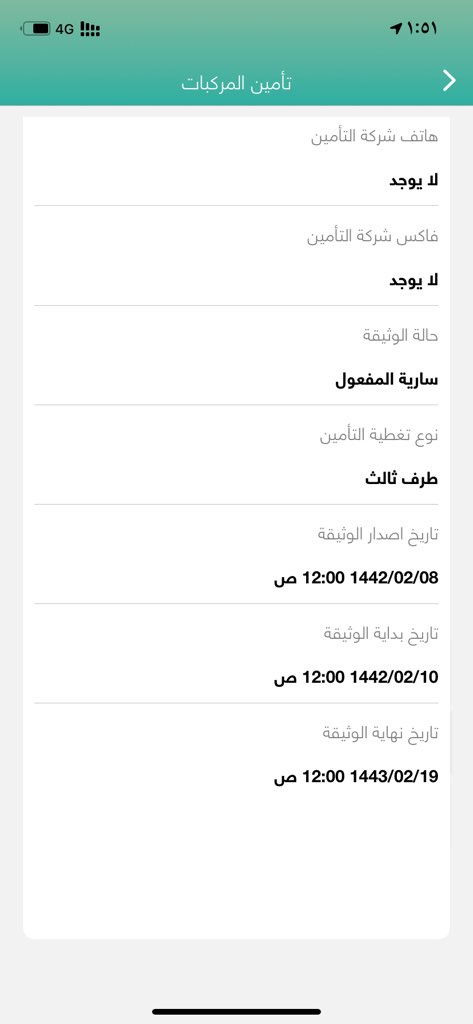 ١:٥١
4G
تأمين المركبات
هاتف شركة التأمين
لا يوجد
فاكس شركة التأمين
لا يوجد
حالة الوثيقة
سارية المفعول
نوع تغطية التأمين
طرف ثالث
تاريخ اصدار الوثيقة
1442/02/08 12:00 ص
تاريخ بداية الوثيقة
1442/02/10 12:00 ص
تاريخ نهاية الوثيقة
1443/02/19 12:00 ص